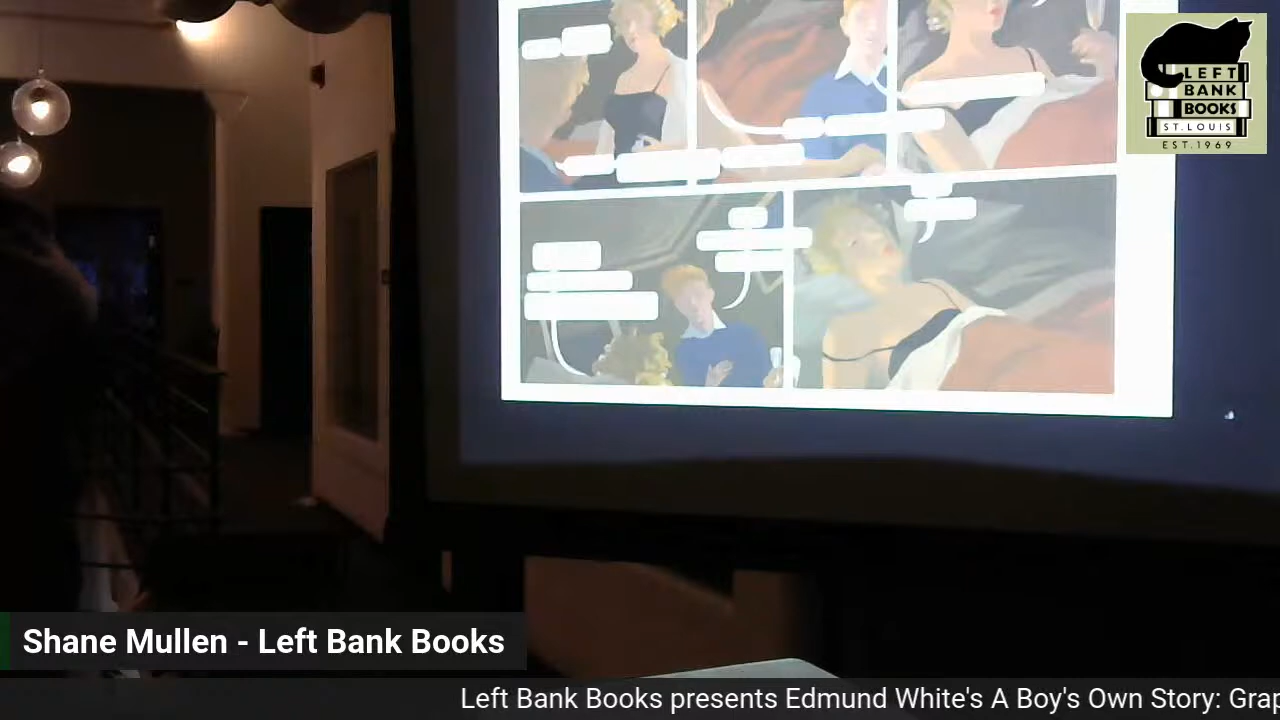 LEFT
BANK
BOOKS
ST. LOUIS
EST. 1969
Shane Mullen - Left Bank Books
Left Bank Books presents Edmund White's A Boy's Own Story: Grap